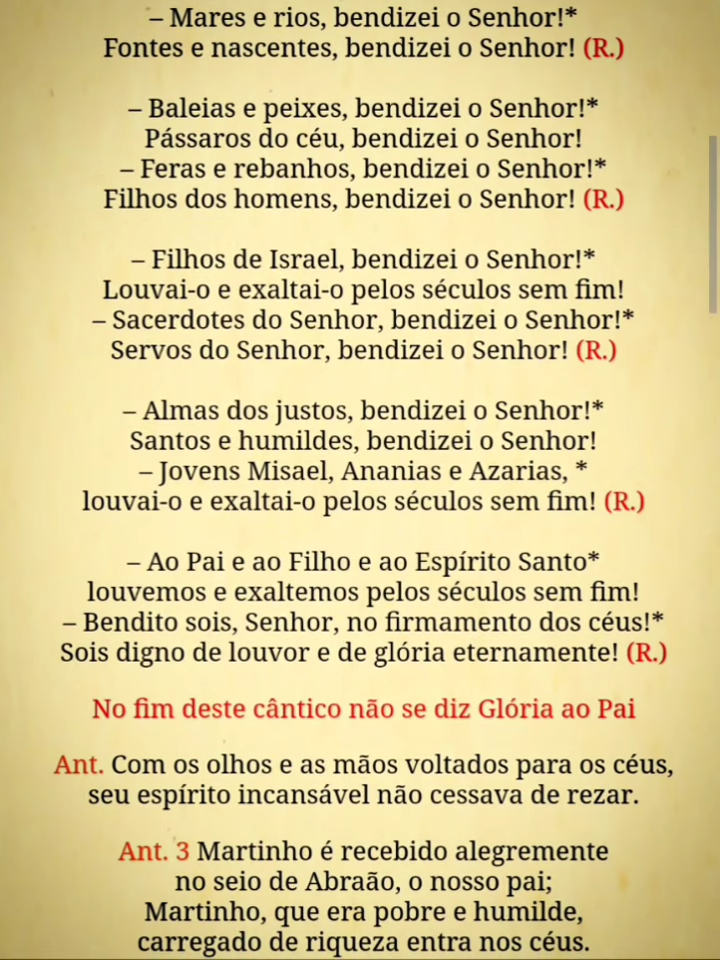 – Mares e rios, bendizei o Senhor!*
Fontes e nascentes, bendizei o Senhor! (R.)
– Baleias e peixes, bendizei o Senhor!*
Pássaros do céu, bendizei o Senhor!
– Feras e rebanhos, bendizei o Senhor!*
Filhos dos homens, bendizei o Senhor! (R.)
– Filhos de Israel, bendizei o Senhor!*
Louvai-o e exaltai-o pelos séculos sem fim!
– Sacerdotes do Senhor, bendizei o Senhor!*
Servos do Senhor, bendizei o Senhor! (R.)
– Almas dos justos, bendizei o Senhor!*
Santos e humildes, bendizei o Senhor!
– Jovens Misael, Ananias e Azarias, *
louvai-o e exaltai-o pelos séculos sem fim! (R.)
– Ao Pai e ao Filho e ao Espírito Santo*
louvemos e exaltemos pelos séculos sem fim!
– Bendito sois, Senhor, no firmamento dos céus!*
Sois digno de louvor e de glória eternamente! (R.)
No fim deste cântico não se diz Glória ao Pai
Ant. Com os olhos e as mãos voltados para os céus,
seu espírito incansável não cessava de rezar.
Ant. 3 Martinho é recebido alegremente
no seio de Abraão, o nosso pai;
Martinho, que era pobre e humilde,
carregado de riqueza entra nos céus.